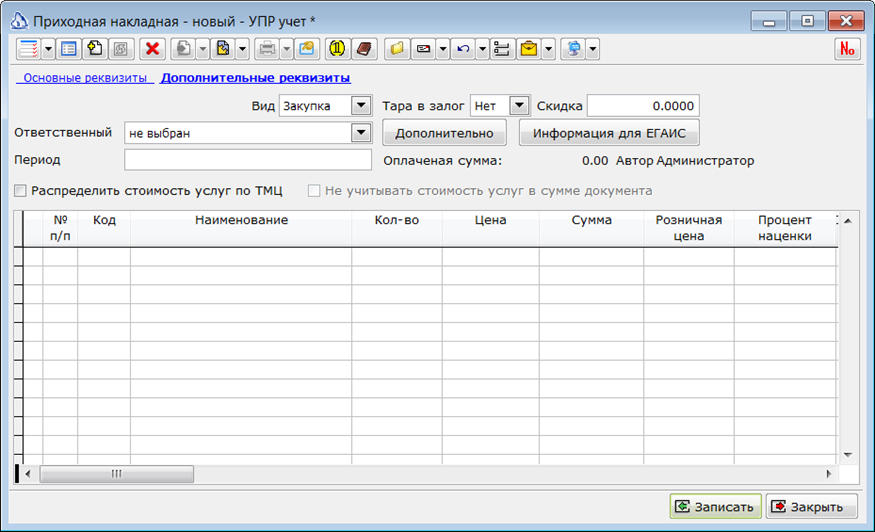 Приходная накладная - новый - УПР учет *
№
Основные реквизиты Дополнительные реквизиты
Вид Закупка Тара в залог Нет Скидка 0.0000
Ответственный не выбран Дополнительно Информация для ЕГАИС
Период Оплаченая сумма: 0.00 Автор Администратор
Распределить стоимость услуг по ТМЦ Не учитывать стоимость услуг в сумме документа
№ п/п Код Наименование Кол-во Цена Сумма Розничная цена Процент наценки
Записать Закрыть